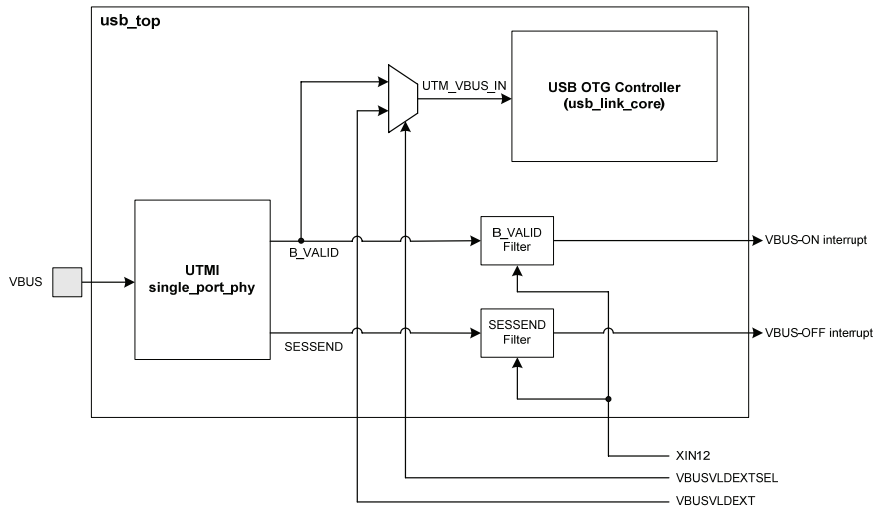 usb_top
UTM_VBUS_IN
USB OTG Controller
(usb_link_core)
B_VALID
B_VALID
Filter
VBUS-ON interrupt
VBUS
UTMI
single_port_phy
SESSEND
SESSEND
Filter
VBUS-OFF interrupt
XIN12
VBUSVLDEXTSEL
VBUSVLDEXT